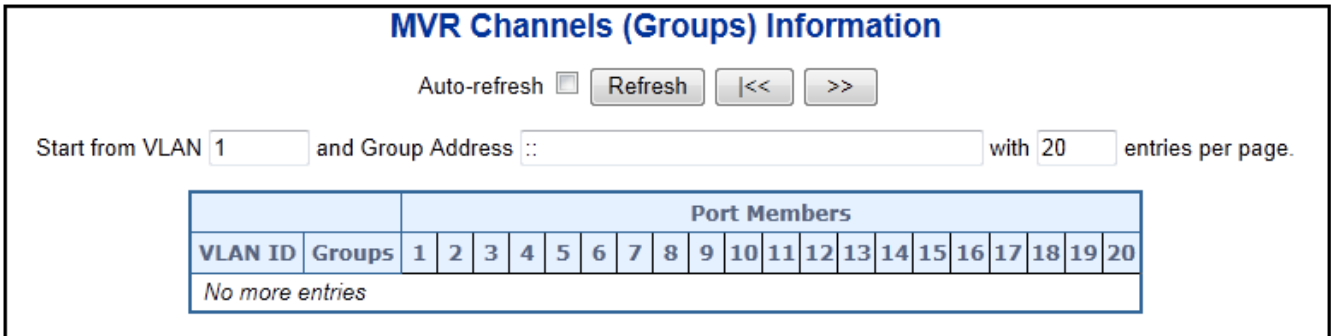 MVR Channels (Groups) Information
Auto-refresh Refresh |<< >>
Start from VLAN 1 and Group Address :: with 20 entries per page.
Port Members
VLAN ID Groups 1 2 3 4 5 6 7 8 9 10 11 12 13 14 15 16 17 18 19 20
No more entries